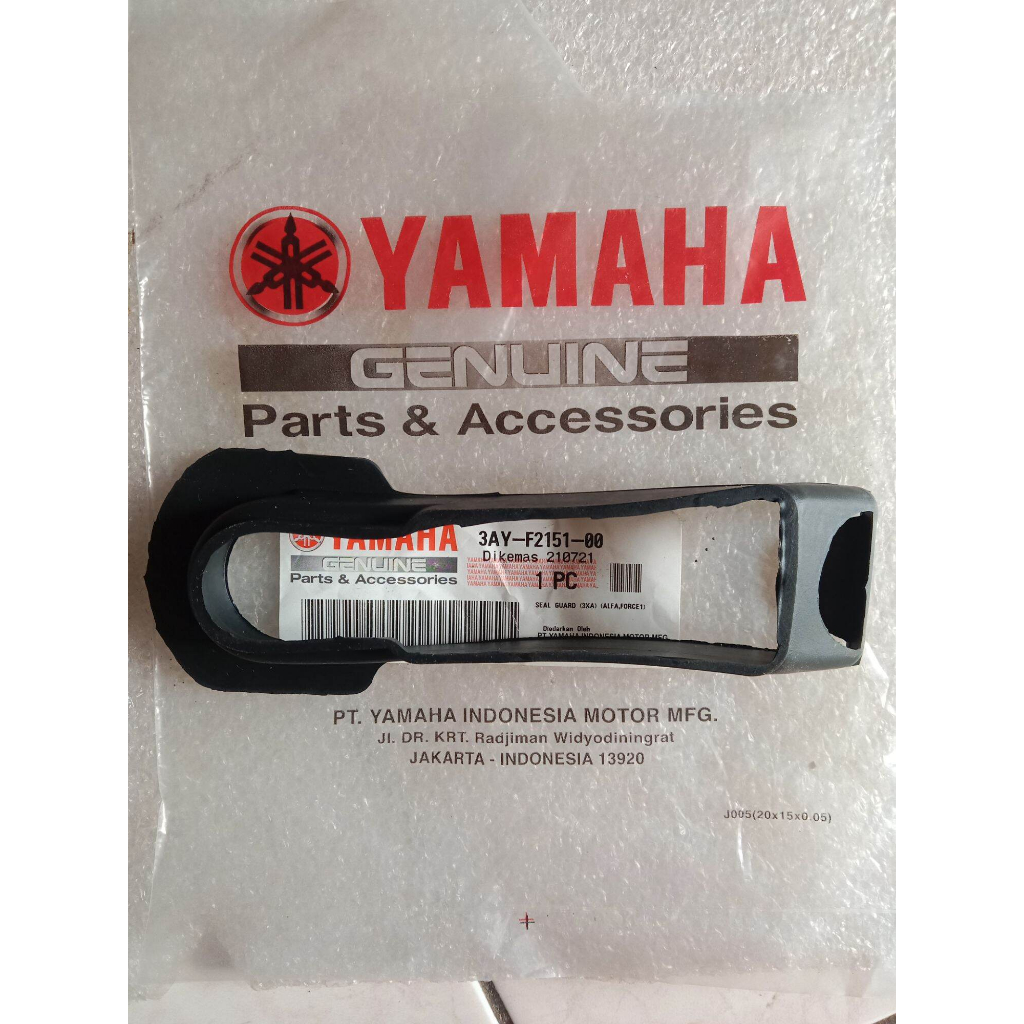 YAMAHA
GENUINE
Parts & Accessories
YAMAHA
GENUINE
Parts & Accessories
3AY-F2151-00
Dikemas 210721
1 PC
SEAL GUARD (3XA) (ALFA,FORCE1)
Diedarkan Oleh
PT.YAMAHA INDONESIA MOTOR MFG.
PT. YAMAHA INDONESIA MOTOR MFG.
Jl. DR. KRT. Radjiman Widyodiningrat
JAKARTA - INDONESIA 13920
J005(20x15x0.05)